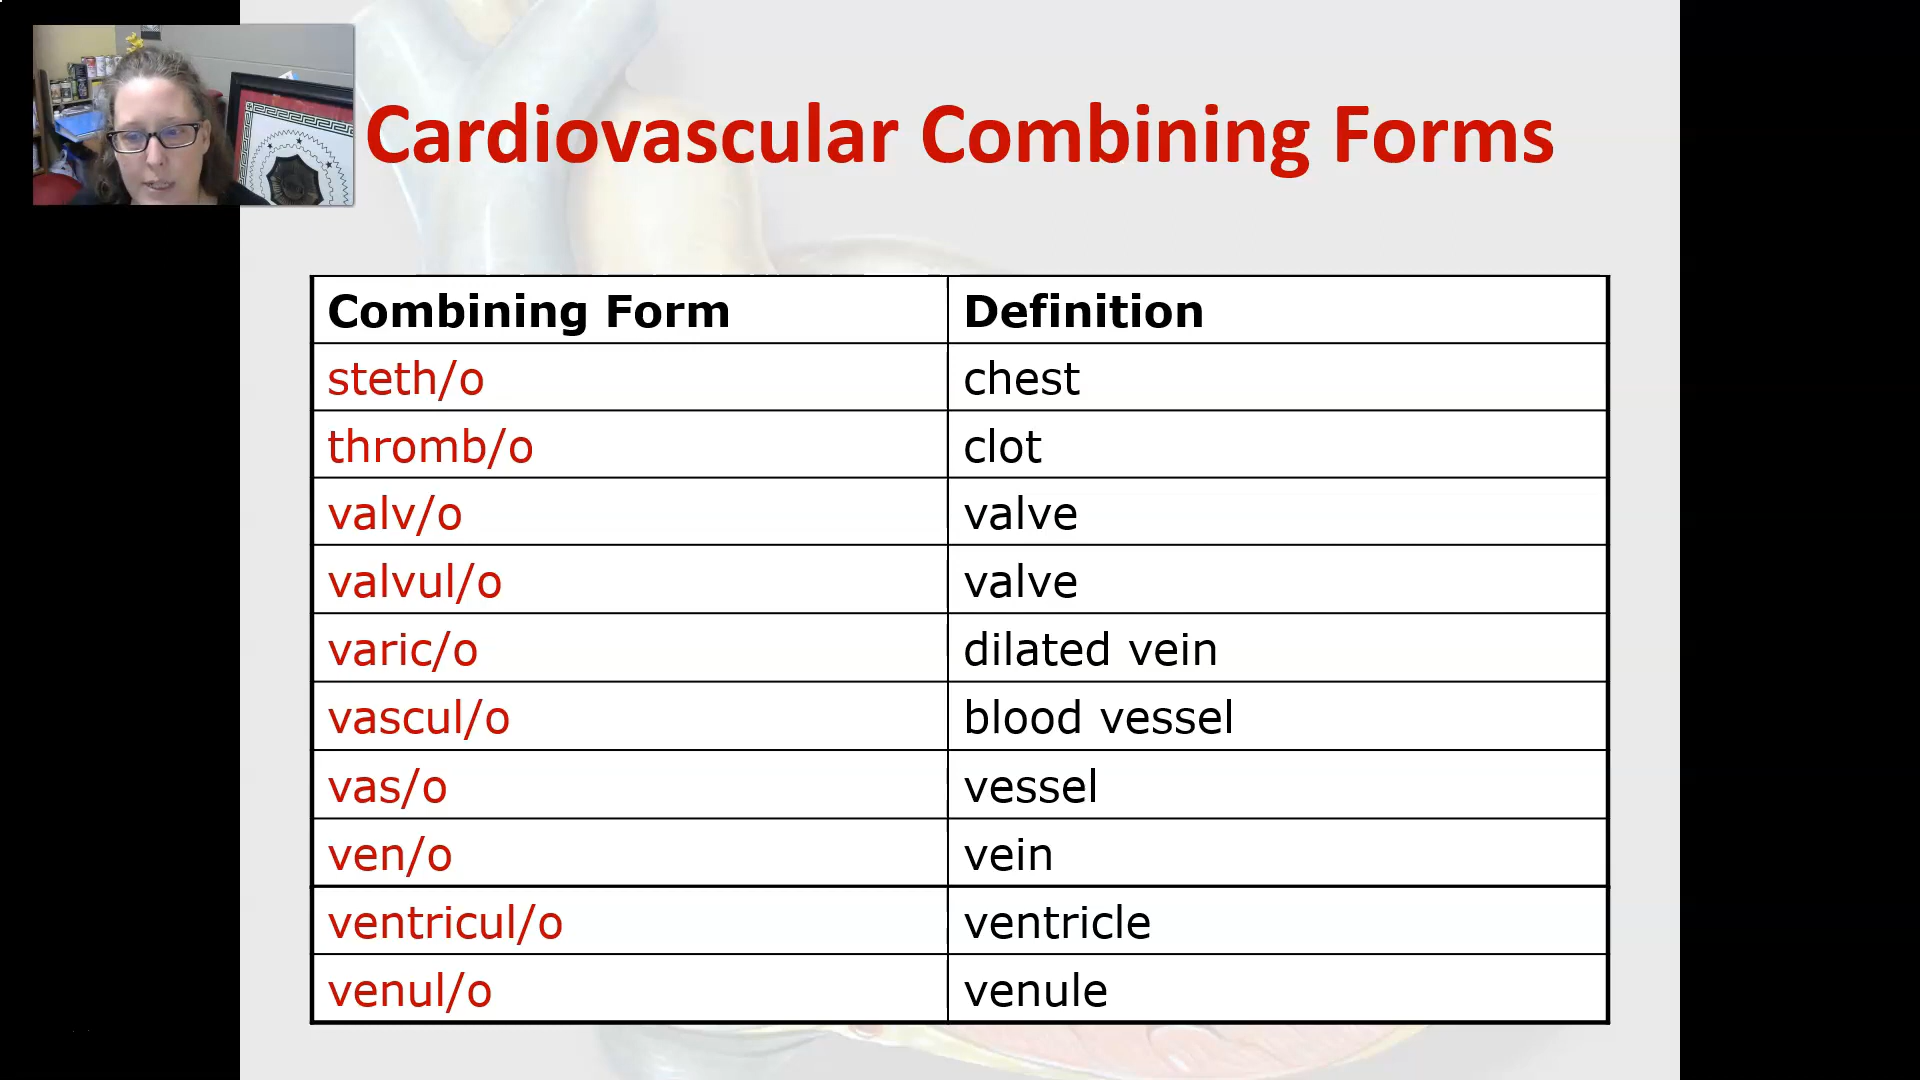 Cardiovascular Combining Forms
Combining Form Definition
steth/o chest
thromb/o clot
valv/o valve
valvul/o valve
varic/o dilated vein
vascul/o blood vessel
vas/o vessel
ven/o vein
ventricul/o ventricle
venul/o venule